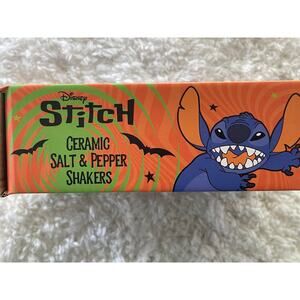 Disney
Stitch
CERAMIC
SALT & PEPPER
SHAKERS